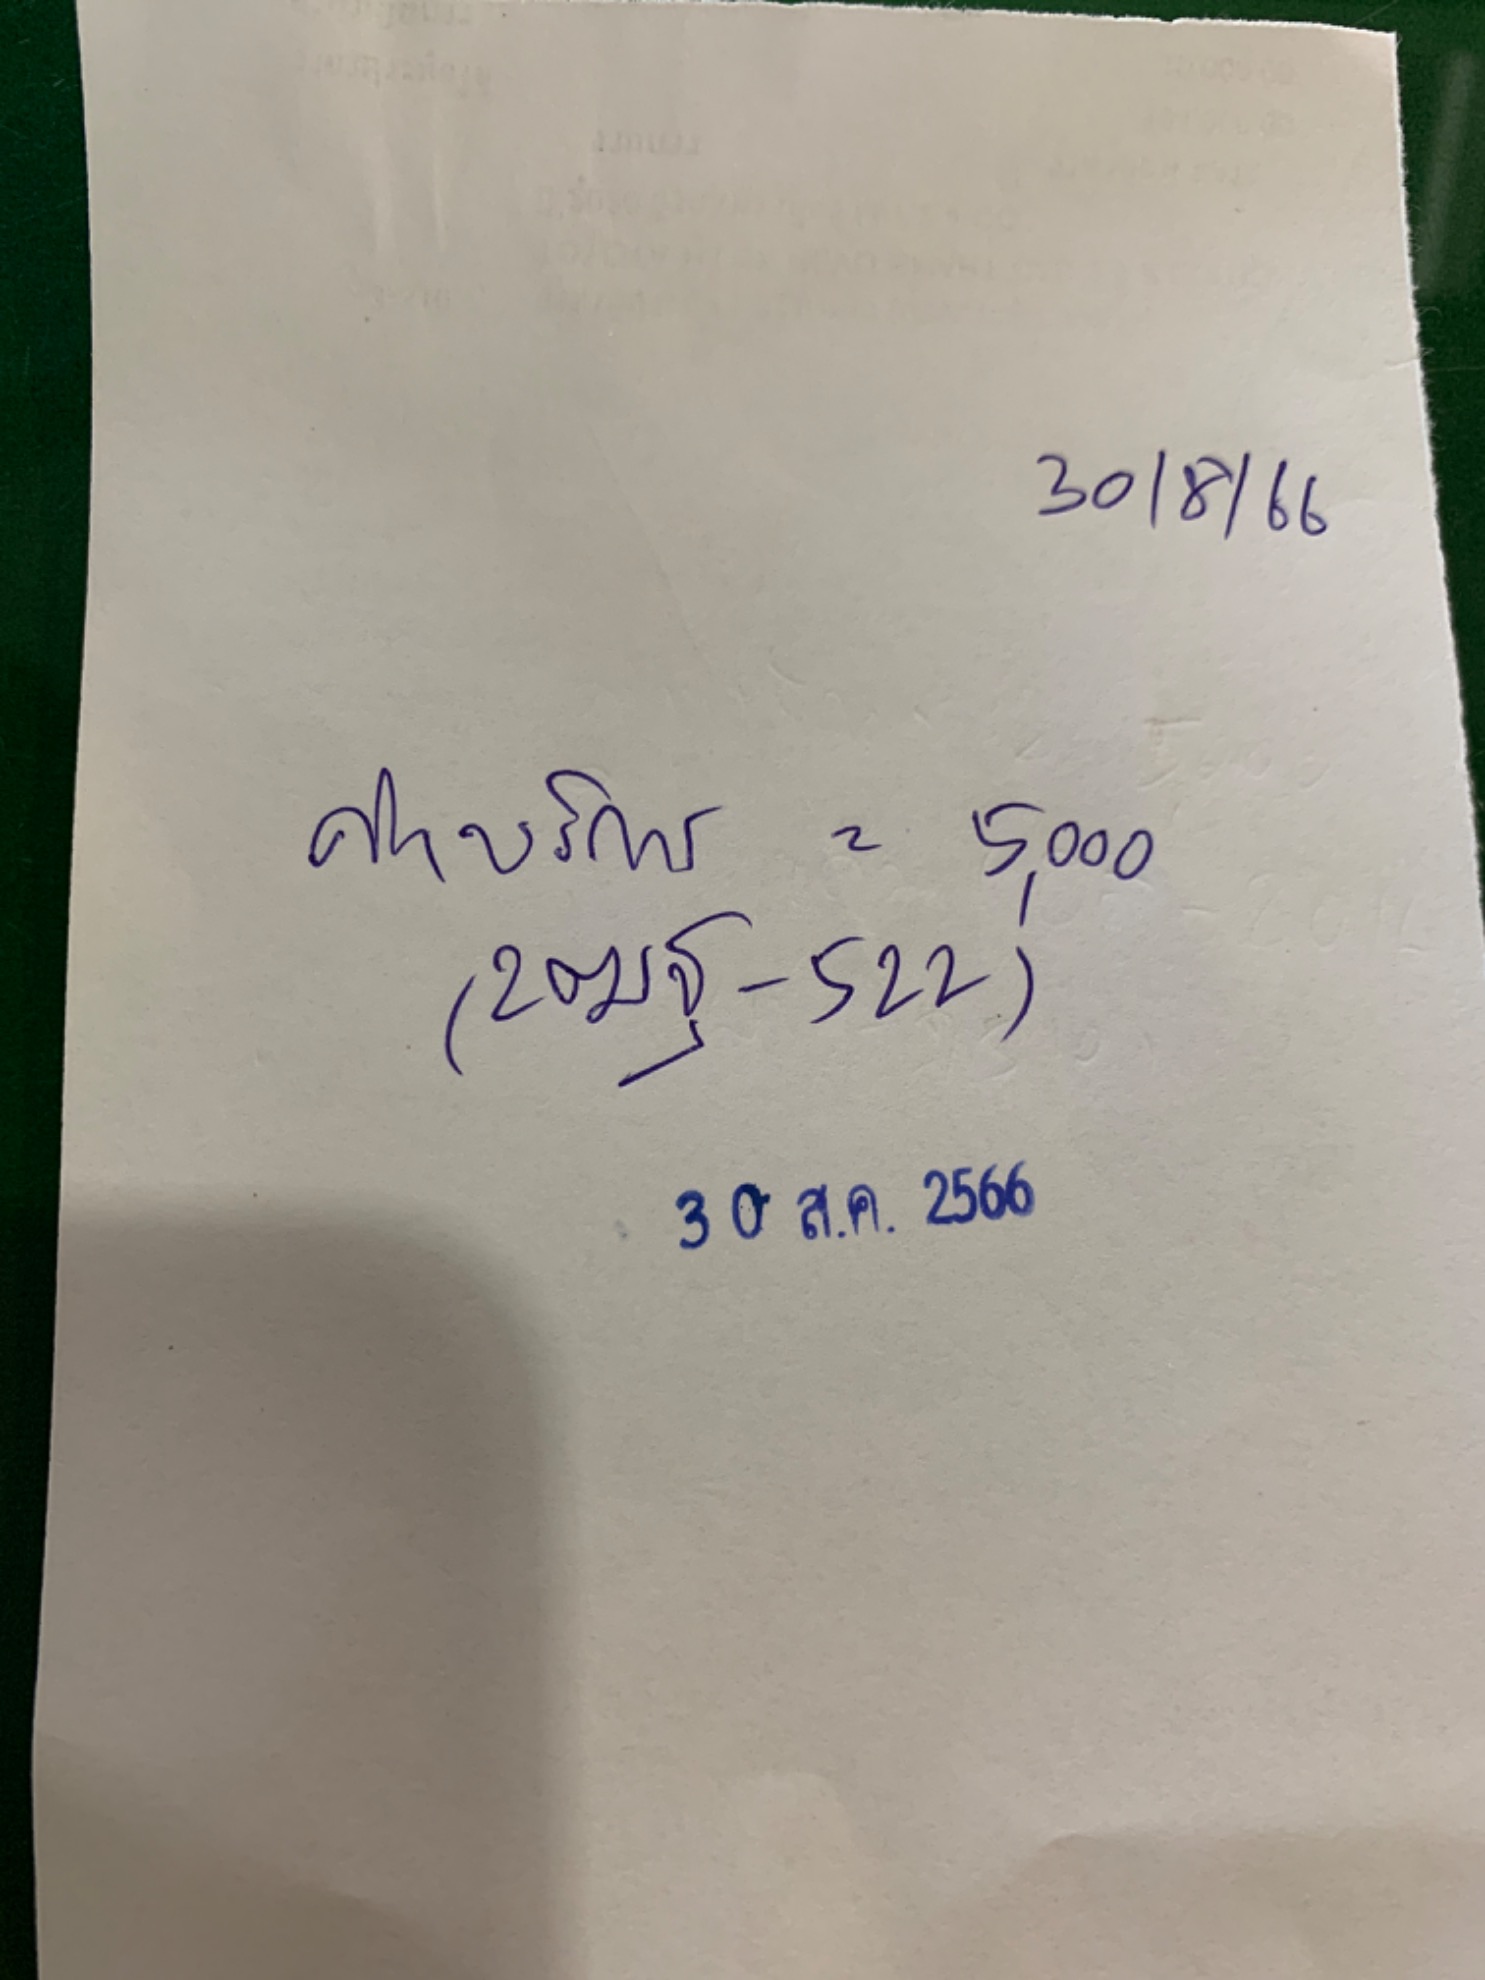 30/8/66
ค่าบริการ = 5,000
(2ฒฐ-522)
30 ส.ค. 2566